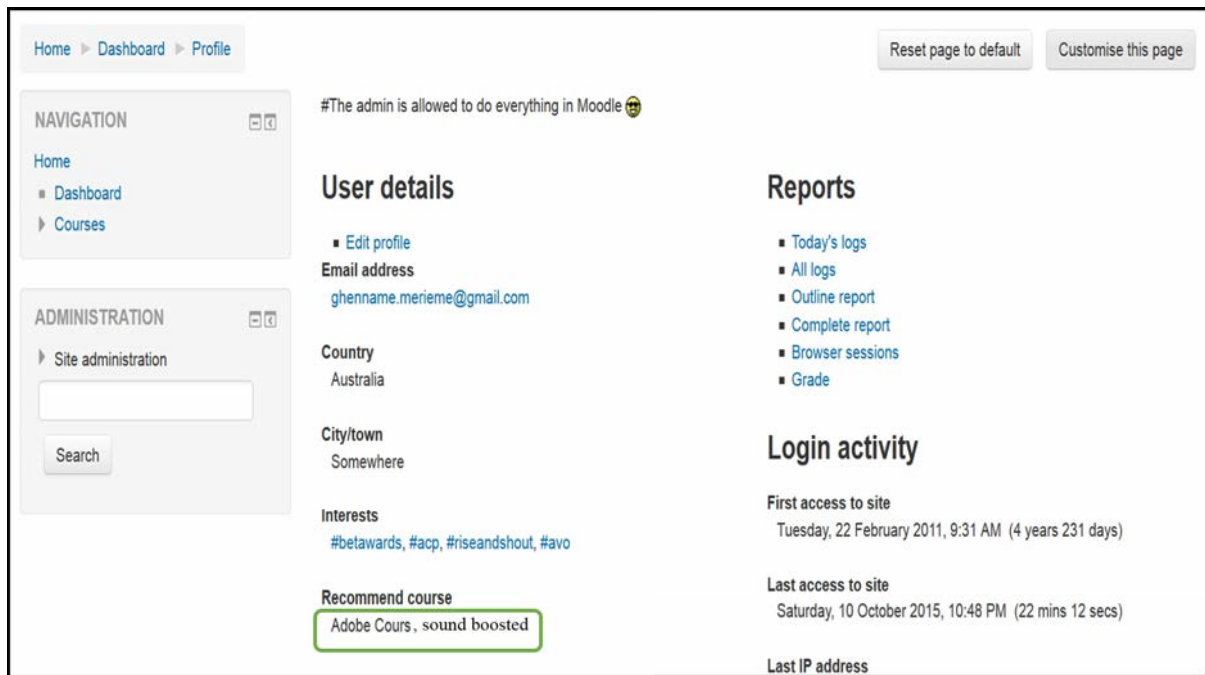 Home Dashboard Profile
Reset page to default
Customise this page
NAVIGATION
Home
Dashboard
Courses
ADMINISTRATION
Site administration
Search
#The admin is allowed to do everything in Moodle
User details
Edit profile
Email address
ghenname.merieme@gmail.com
Country
Australia
City/town
Somewhere
Interests
#betawards, #acp, #riseandshout, #avo
Recommend course
Adobe Cours, sound boosted
Reports
Today's logs
All logs
Outline report
Complete report
Browser sessions
Grade
Login activity
First access to site
Tuesday, 22 February 2011, 9:31 AM (4 years 231 days)
Last access to site
Saturday, 10 October 2015, 10:48 PM (22 mins 12 secs)
Last IP address